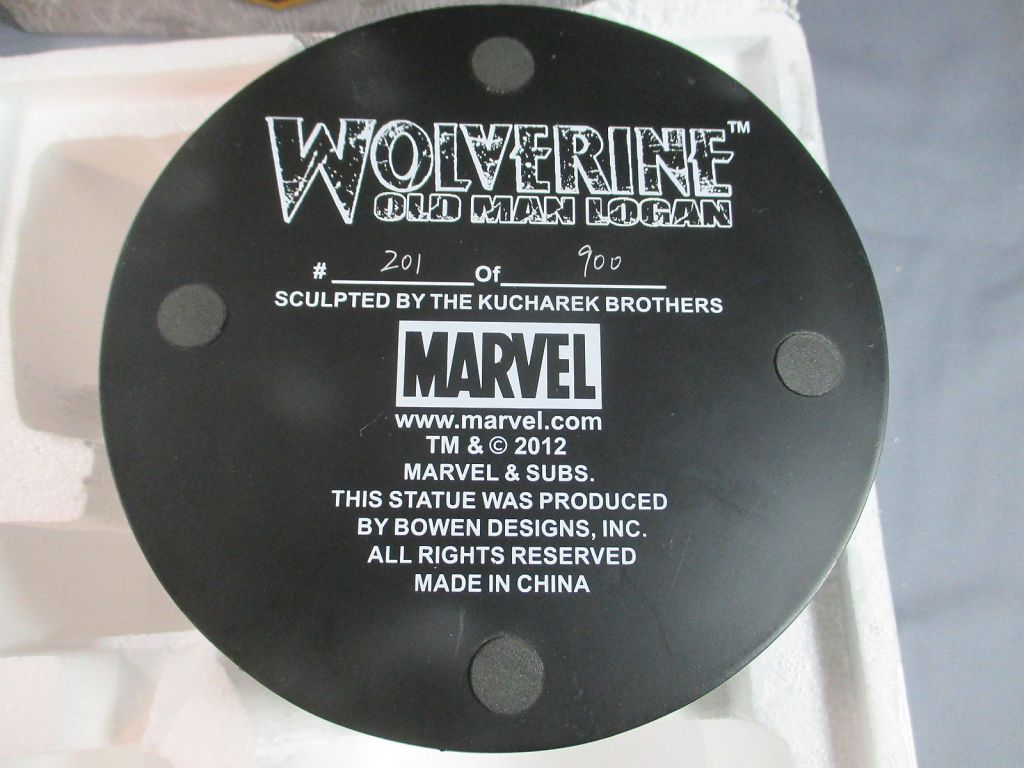 WOLVERINE™
OLD MAN LOGAN
# 201 Of 900
SCULPTED BY THE KUCHAREK BROTHERS
MARVEL
www.marvel.com
TM & © 2012
MARVEL & SUBS.
THIS STATUE WAS PRODUCED
BY BOWEN DESIGNS, INC.
ALL RIGHTS RESERVED
MADE IN CHINA